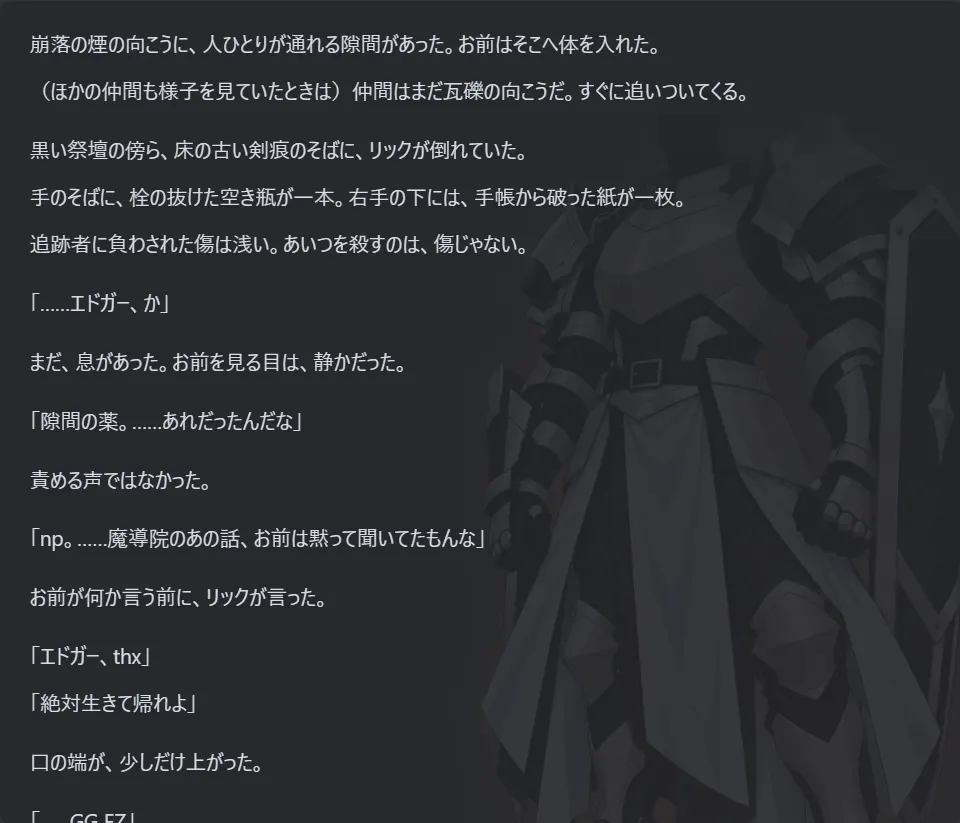 崩落の煙の向こうに、人ひとりが通れる隙間があった。お前はそこへ体を入れた。
（ほかの仲間も様子を見ていたときは）仲間はまだ瓦礫の向こうだ。すぐに追いついてくる。
黒い祭壇の傍ら、床の古い剣痕のそばに、リックが倒れていた。
手のそばに、栓の抜けた空き瓶が一本。右手の下には、手帳から破った紙が一枚。
追跡者に負わされた傷は浅い。あいつを殺すのは、傷じゃない。
「……エドガー、か」
まだ、息があった。お前を見る目は、静かだった。
「隙間の薬。……あれだったんだな」
責める声ではなかった。
「np。……魔導院のあの話、お前は黙って聞いてたもんな」
お前が何か言う前に、リックが言った。
「エドガー、thx」
「絶対生きて帰れよ」
口の端が、少しだけ上がった。
「……GG EZ」